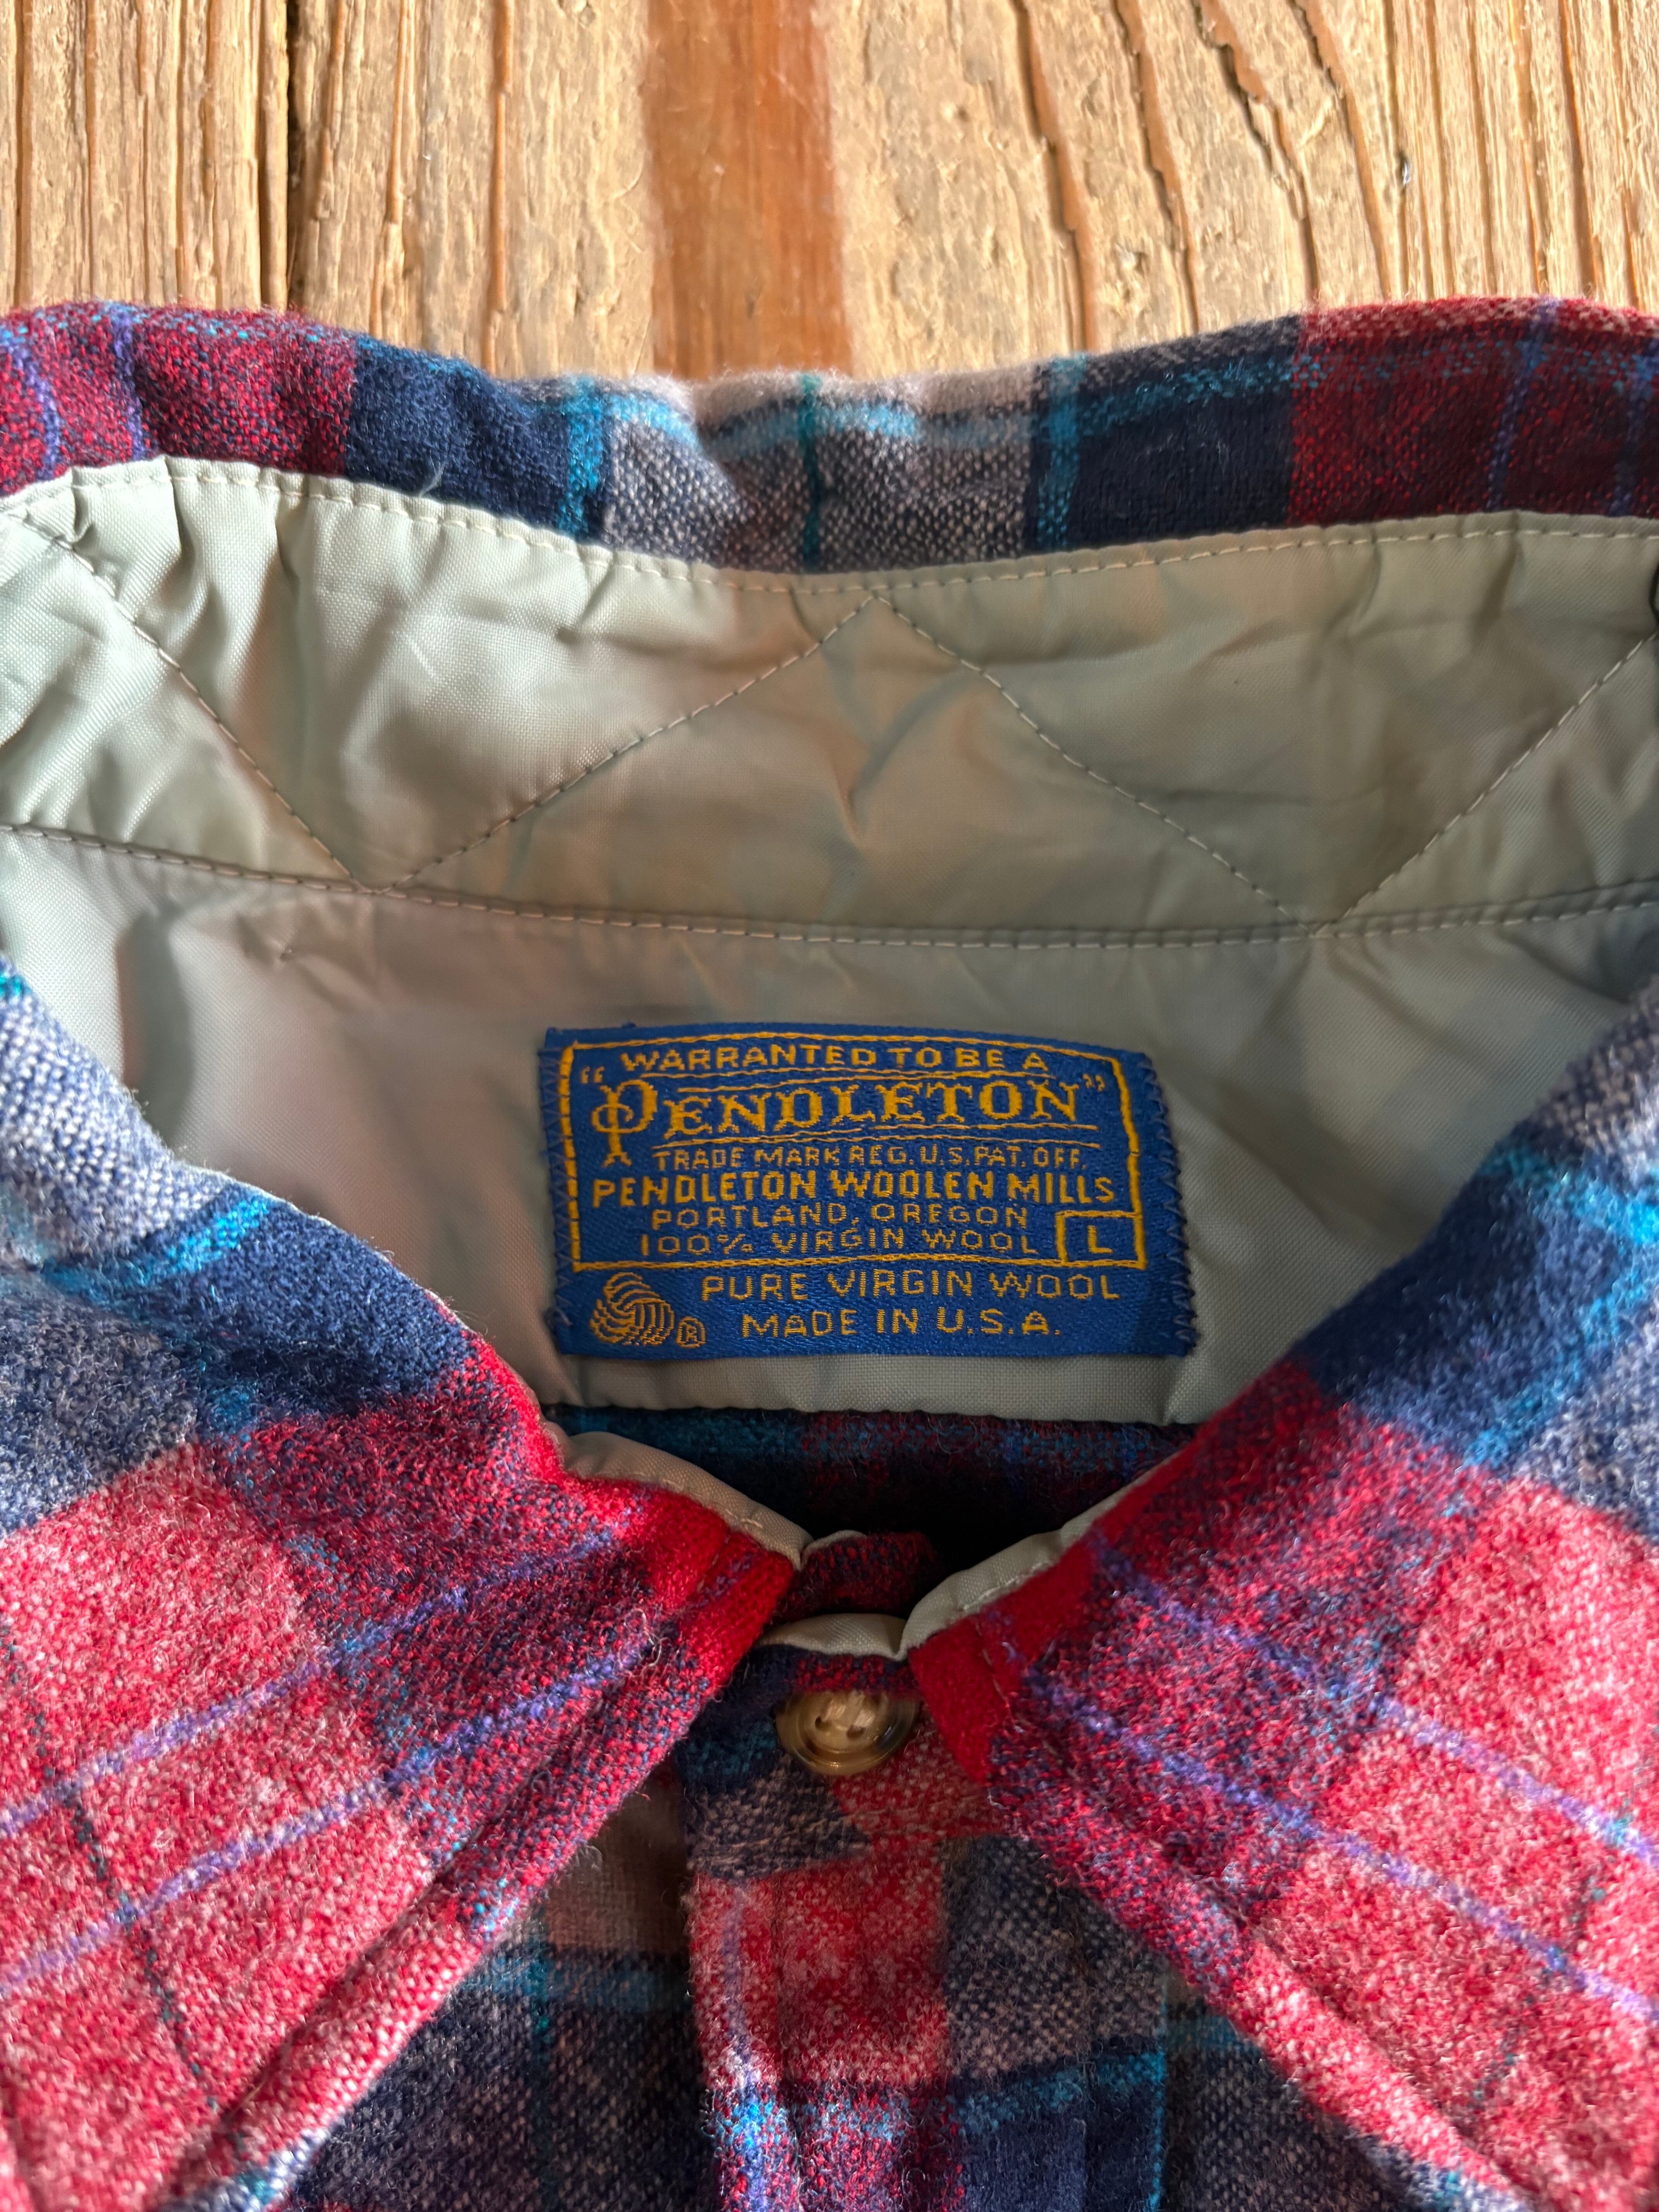 WARRANTED TO BE A
"PENDLETON"
TRADE MARK REG. U.S. PAT. OFF.
PENDLETON WOOLEN MILLS
PORTLAND, OREGON
100% VIRGIN WOOL L
PURE VIRGIN WOOL
® MADE IN U.S.A.